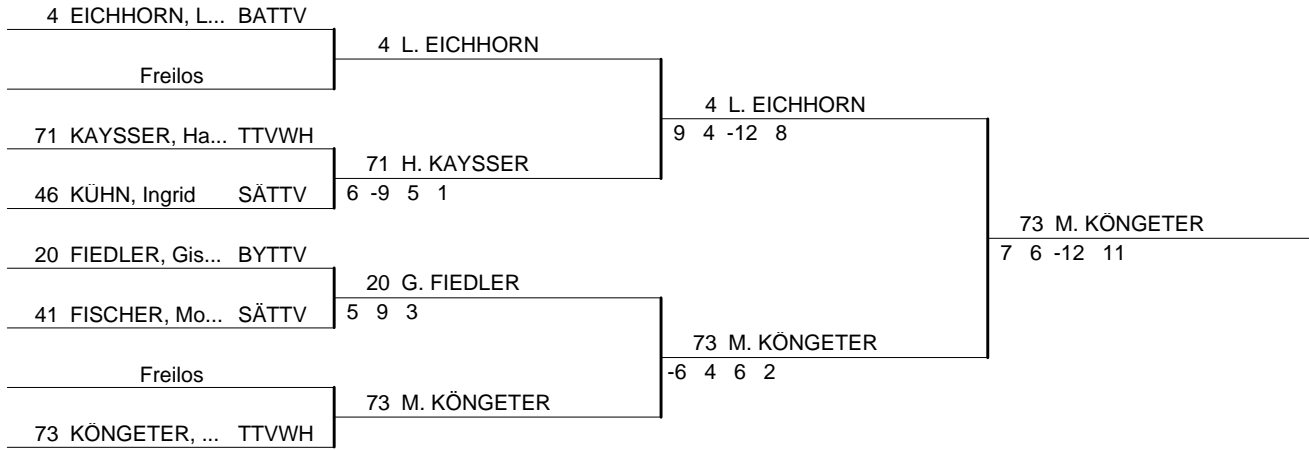 4 EICHHORN, L... BATTV
4 L. EICHHORN
Freilos
4 L. EICHHORN
9 4 -12 8
71 KAYSSER, Ha... TTVWH
71 H. KAYSSER
6 -9 5 1
46 KÜHN, Ingrid SÄTTV
73 M. KÖNGETER
7 6 -12 11
20 FIEDLER, Gis... BYTTV
20 G. FIEDLER
5 9 3
41 FISCHER, Mo... SÄTTV
73 M. KÖNGETER
-6 4 6 2
Freilos
73 M. KÖNGETER
73 KÖNGETER, ... TTVWH